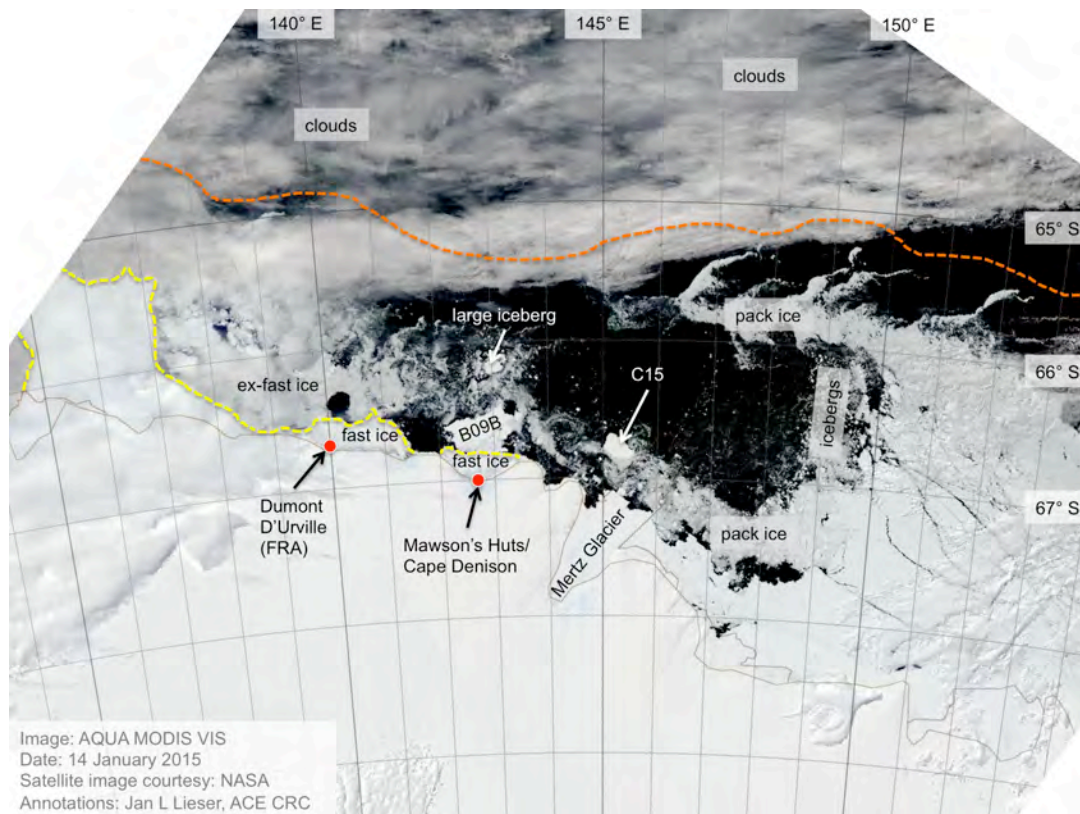 140° E
145° E
150° E
clouds
clouds
65° S
large iceberg
pack ice
66° S
C15
ex-fast ice
icebergs
fast ice
B09B
fast ice
67° S
Dumont
D'Urville
(FRA)
Mawson's Huts/
Cape Denison
Mertz Glacier
pack ice
Image: AQUA MODIS VIS
Date: 14 January 2015
Satellite image courtesy: NASA
Annotations: Jan L Lieser, ACE CRC